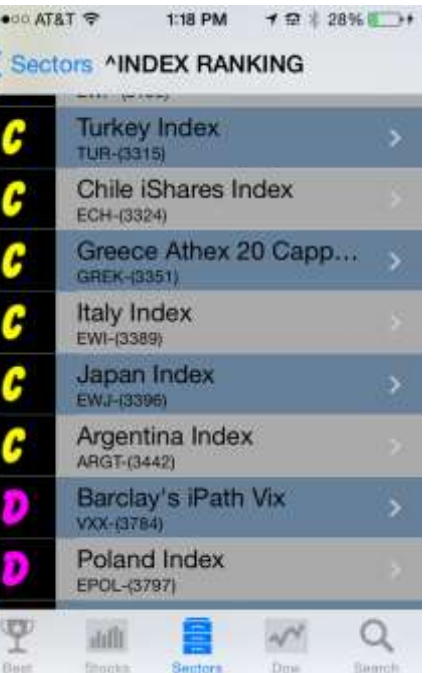 AT&T 1:18 PM 28%
Sectors ^INDEX RANKING
C Turkey Index
TUR-(3315)
C Chile iShares Index
ECH-(3324)
C Greece Athex 20 Capp...
GREK-(3351)
C Italy Index
EWI-(3389)
C Japan Index
EWJ-(3396)
C Argentina Index
ARGT-(3442)
D Barclay's iPath Vix
VXX-(3784)
D Poland Index
EPOL-(3797)
Best Stocks Sectors Dow Search